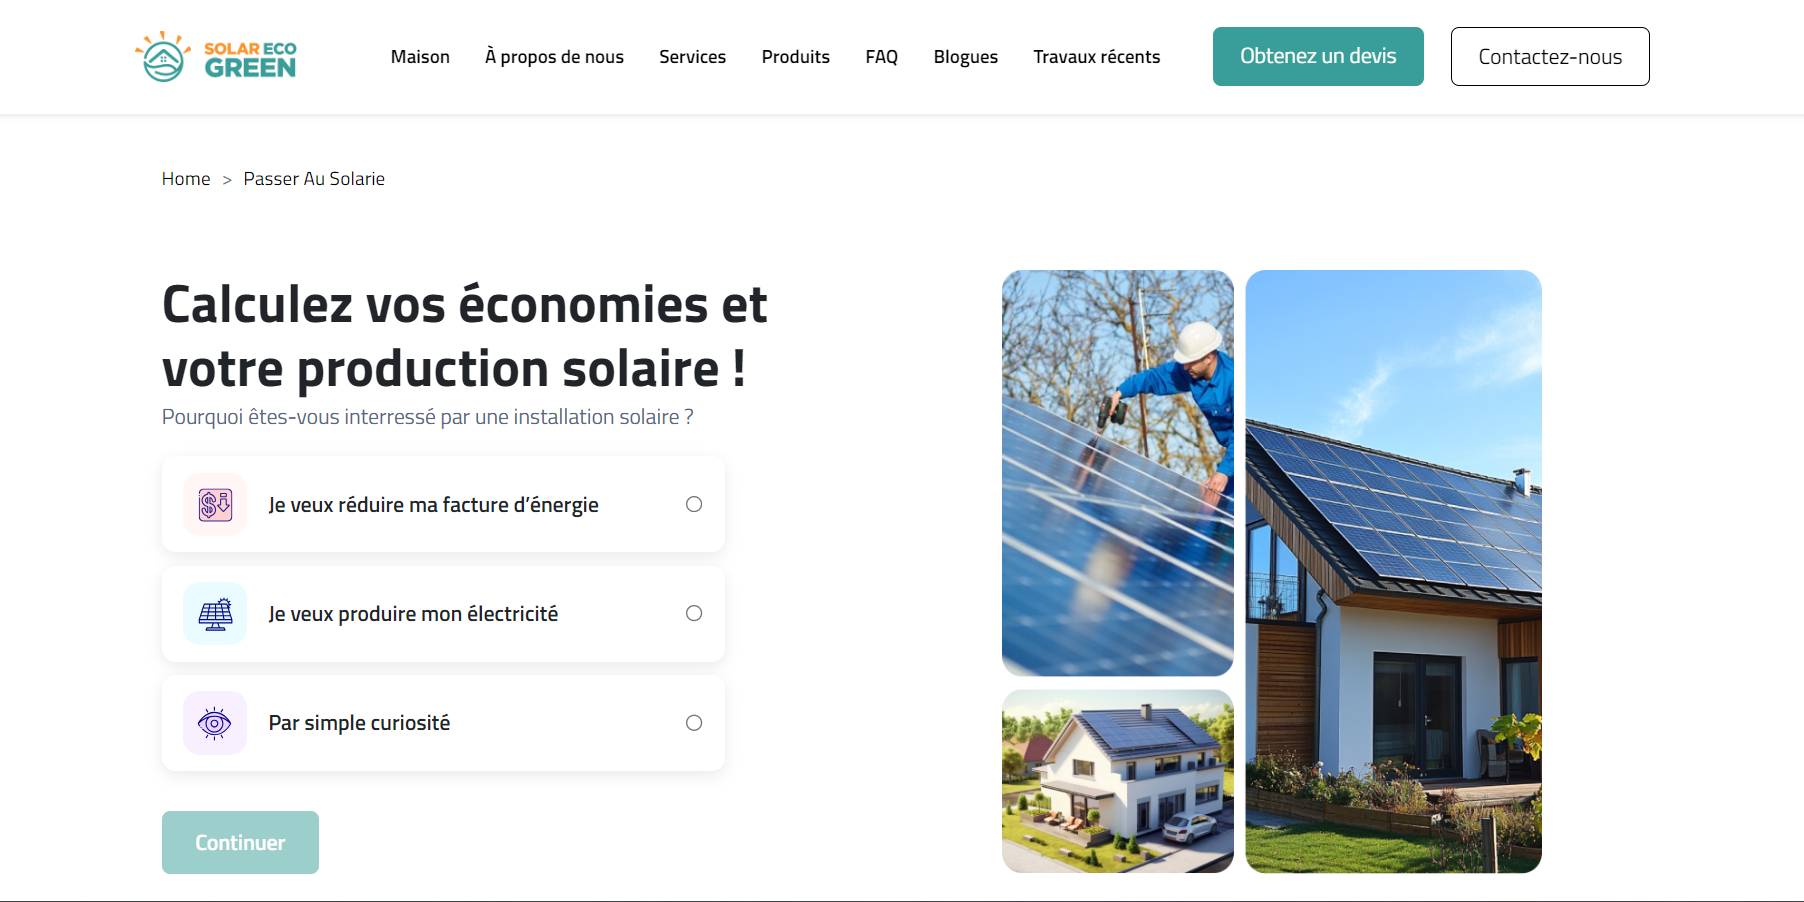 SOLAR ECO
GREEN
Maison
À propos de nous
Services
Produits
FAQ
Blogues
Travaux récents
Obtenez un devis
Contactez-nous
Home > Passer Au Solarie
Calculez vos économies et
votre production solaire !
Pourquoi êtes-vous interressé par une installation solaire ?
Je veux réduire ma facture d’énergie
Je veux produire mon électricité
Par simple curiosité
Continuer